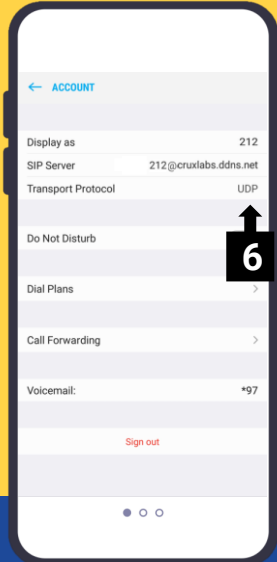 ← ACCOUNT
Display as 212
SIP Server 212@cruxlabs.ddns.net
Transport Protocol UDP
Do Not Disturb
6
Dial Plans >
Call Forwarding >
Voicemail: *97
Sign out